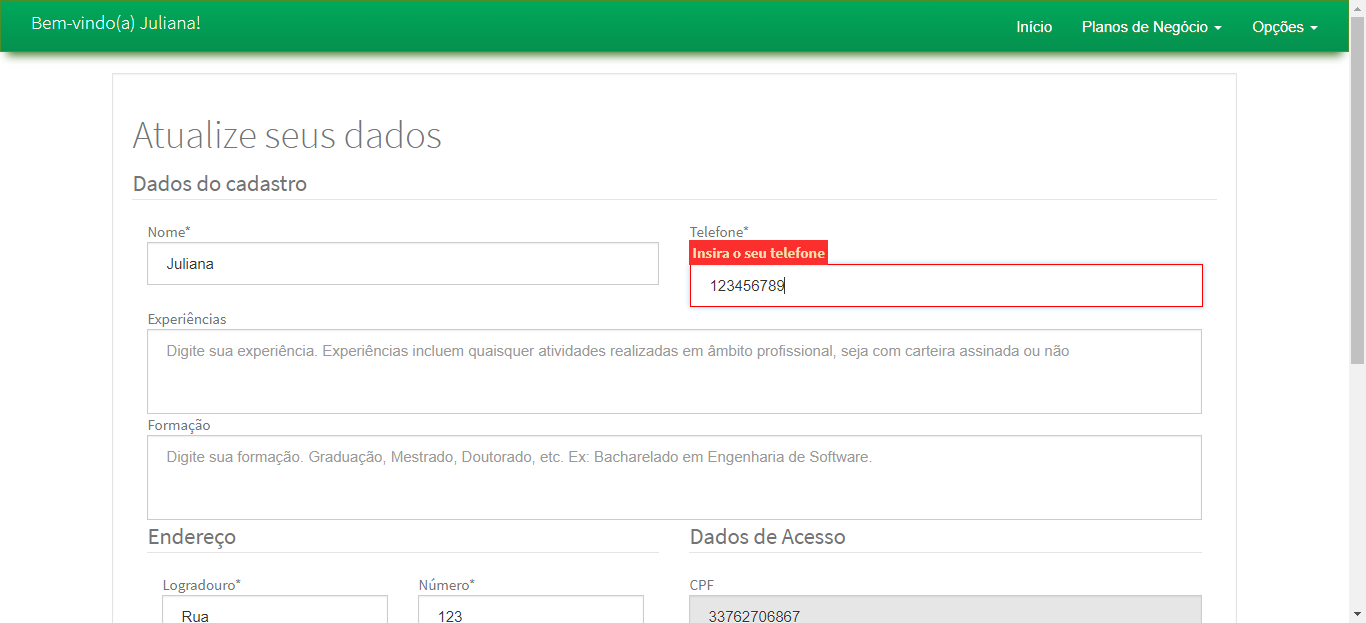 Bem-vindo(a) Juliana!
Início
Planos de Negócio
Opções
Atualize seus dados
Dados do cadastro
Nome*
Juliana
Telefone*
Insira o seu telefone
123456789
Experiências
Digite sua experiência. Experiências incluem quaisquer atividades realizadas em âmbito profissional, seja com carteira assinada ou não
Formação
Digite sua formação. Graduação, Mestrado, Doutorado, etc. Ex: Bacharelado em Engenharia de Software.
Endereço
Logradouro*
Rua
Número*
123
Dados de Acesso
CPF
33762706867